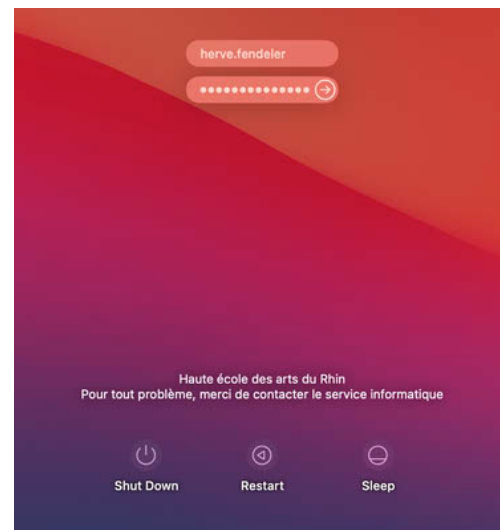 herve.fendeler
••••••••••••••
Haute école des arts du Rhin
Pour tout problème, merci de contacter le service informatique
Shut Down
Restart
Sleep